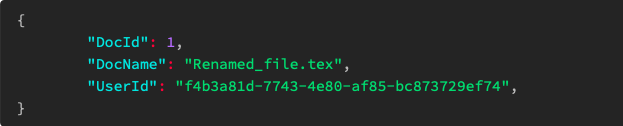 {
"DocId": 1,
"DocName": "Renamed_file.tex",
"UserId": "f4b3a81d-7743-4e80-af85-bc873729ef74",
}